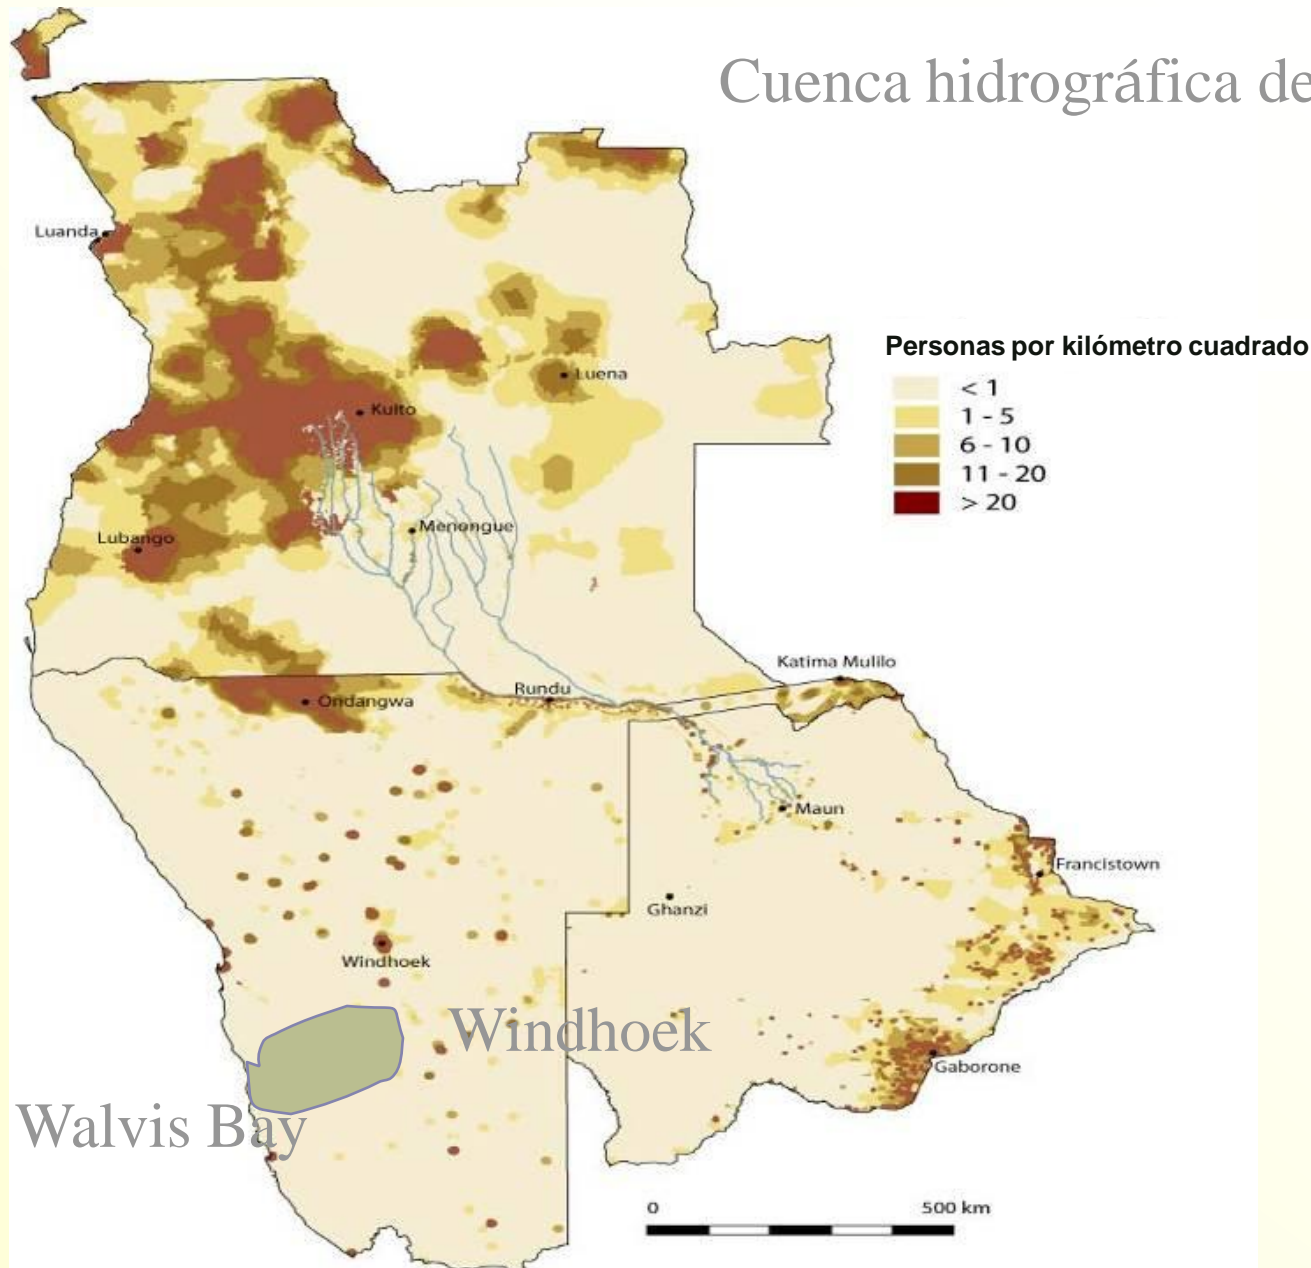 Cuenca hidrográfica de
Luanda
Personas por kilómetro cuadrado
< 1
1 - 5
6 - 10
11 - 20
> 20
Luena
Kuito
Menongue
Lubango
Katima Mulilo
Rundu
Ondangwa
Maun
Francistown
Ghanzi
Windhoek
Windhoek
Gaborone
Walvis Bay
0 500 km